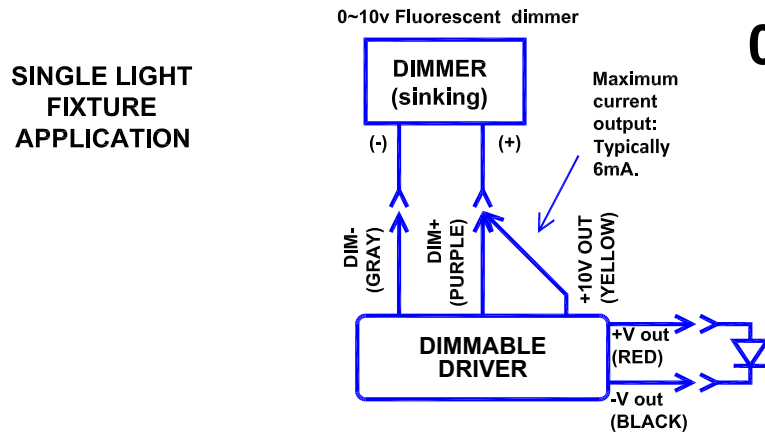 0~10v Fluorescent dimmer
0
SINGLE LIGHT
FIXTURE
APPLICATION
DIMMER
(sinking)
Maximum
current
output:
Typically
6mA.
(-)
(+)
DIM-
(GRAY)
DIM+
(PURPLE)
+10V OUT
(YELLOW)
DIMMABLE
DRIVER
+V out
(RED)
-V out
(BLACK)